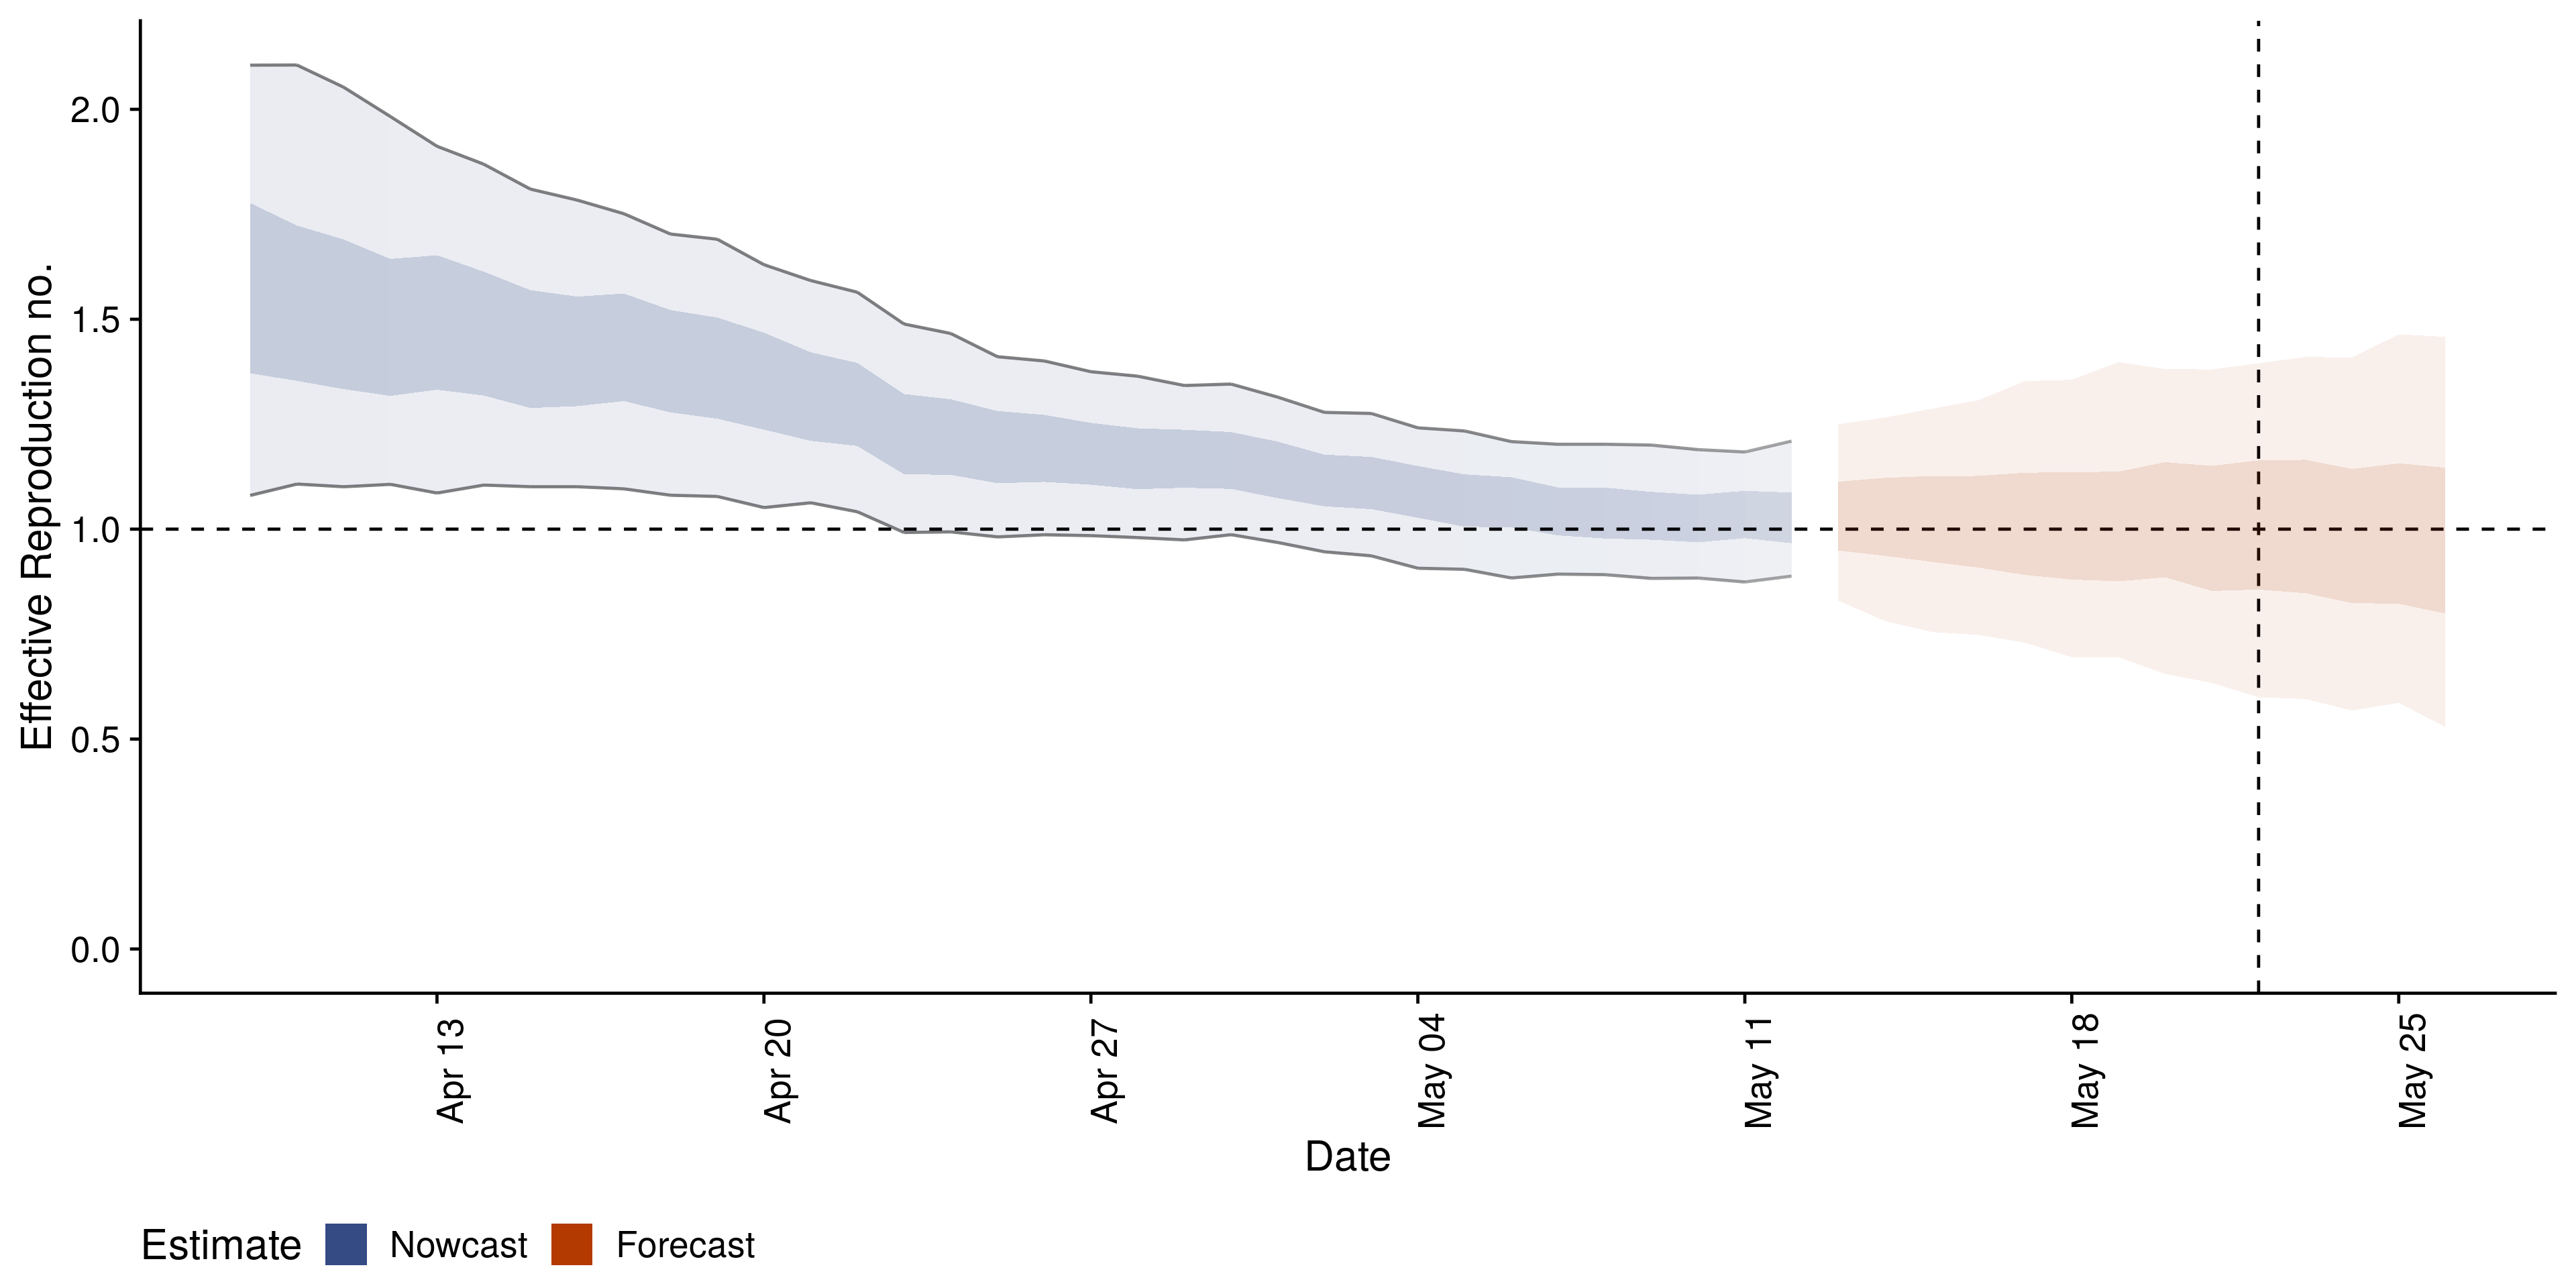 Effective Reproduction no.
2.0
1.5
1.0
0.5
0.0
Apr 13
Apr 20
Apr 27
May 04
May 11
May 18
May 25
Date
Estimate Nowcast Forecast